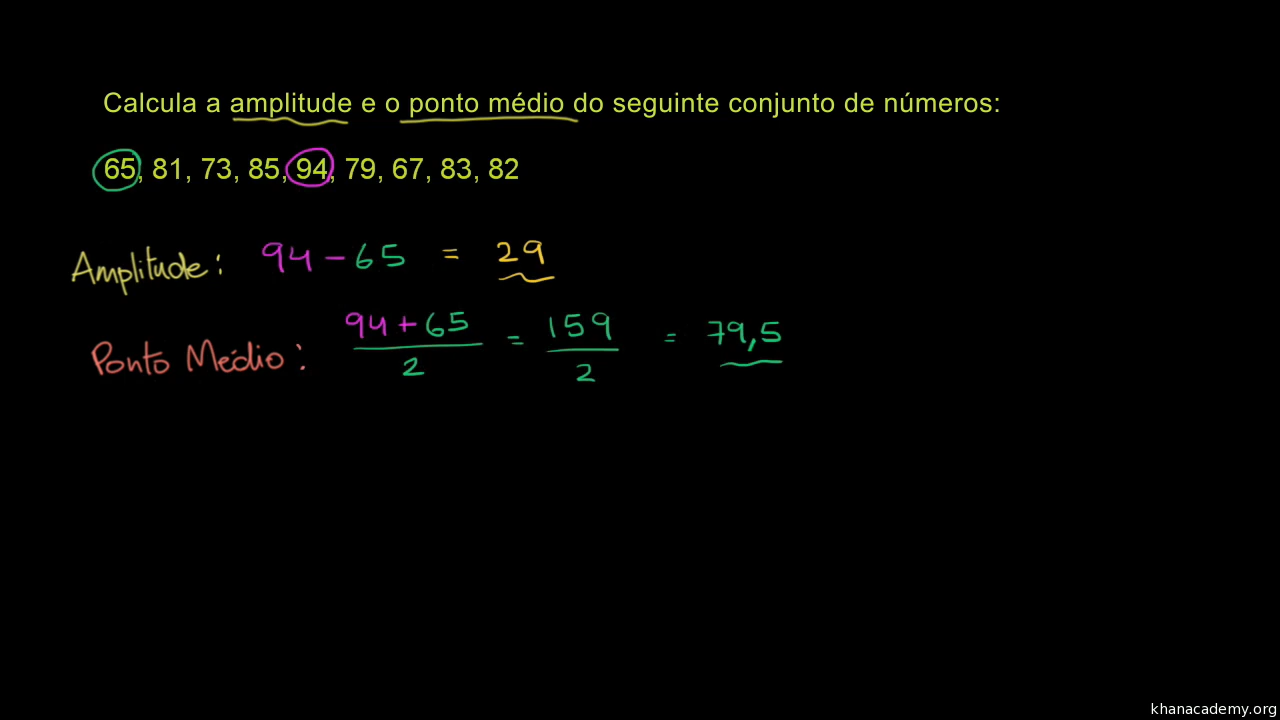 Calcula a amplitude e o ponto médio do seguinte conjunto de números:
65, 81, 73, 85, 94, 79, 67, 83, 82
Amplitude: 94 - 65 = 29
Ponto Médio: 94 + 65 / 2 = 159 / 2 = 79,5
khanacademy.org